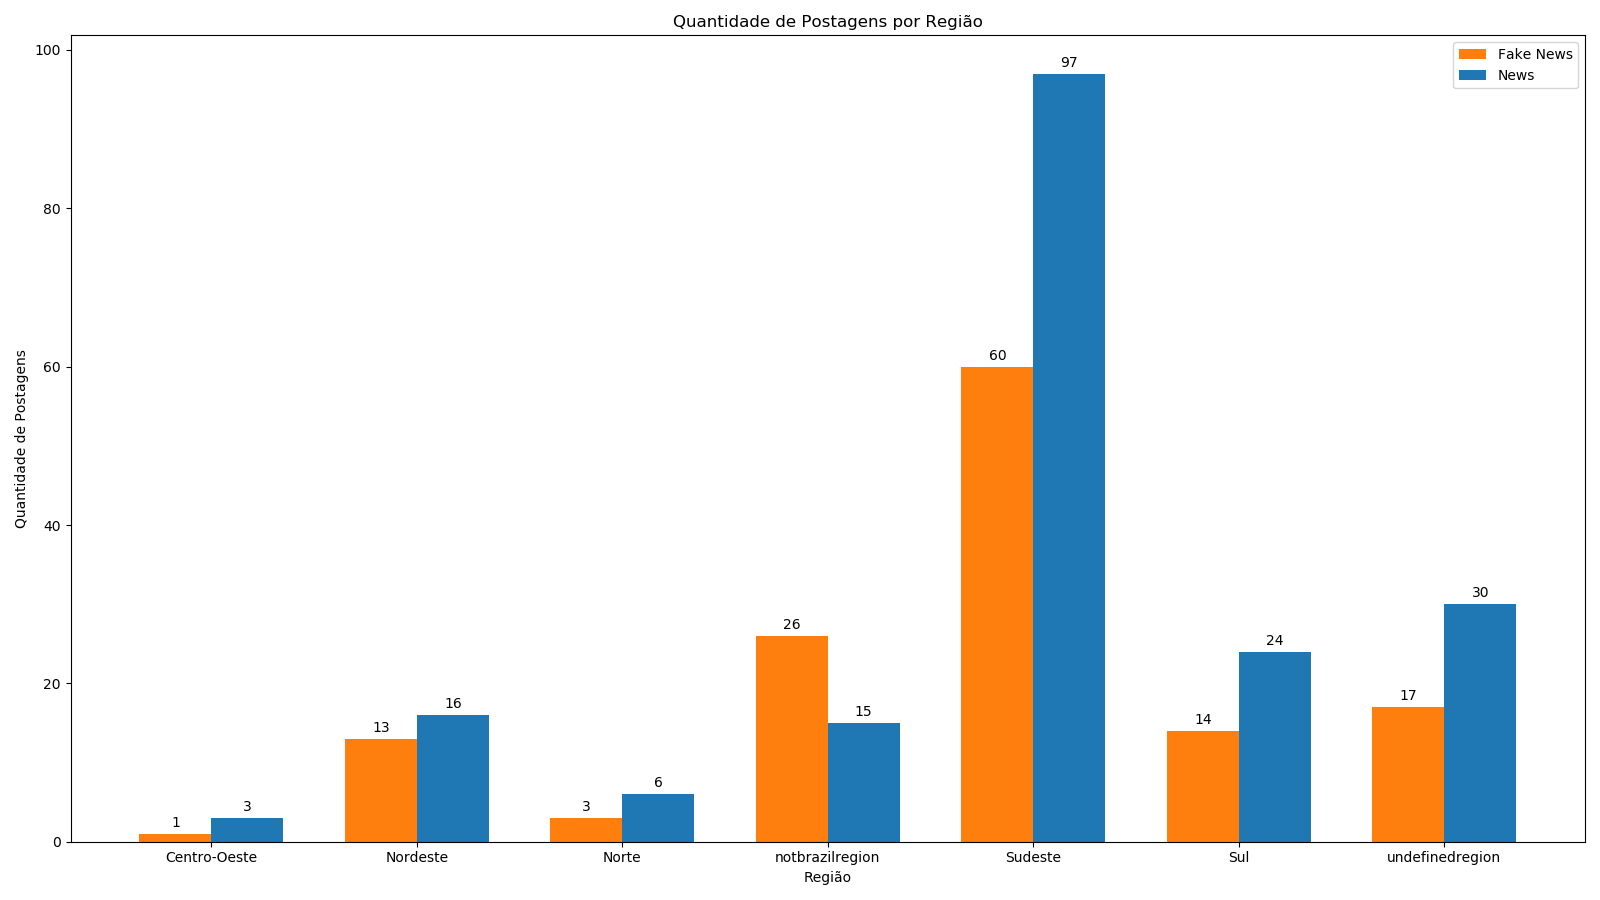 Quantidade de Postagens por Região
Fake News
News
Quantidade de Postagens
100
80
60
40
20
0
1
3
13
16
3
6
26
15
60
97
14
24
17
30
Centro-Oeste
Nordeste
Norte
notbrazilregion
Sudeste
Sul
undefinedregion
Região